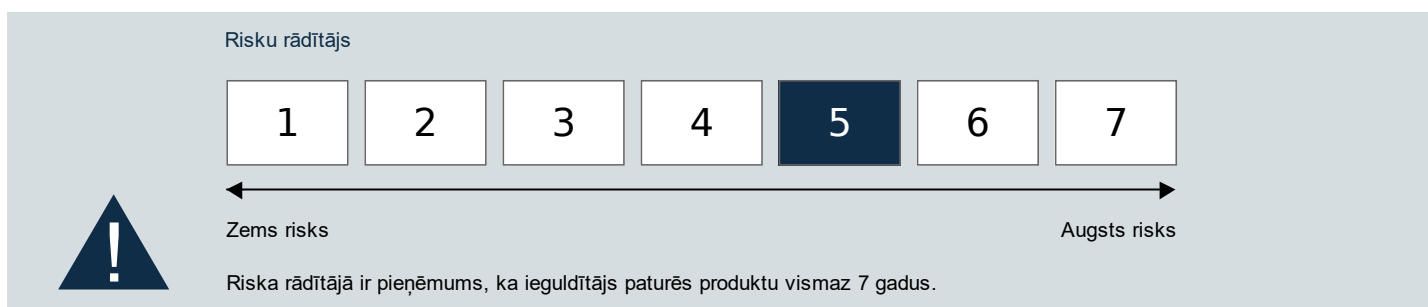 Risku rādītājs
1 2 3 4 5 6 7
Zems risks Augsts risks
!
Riska rādītājā ir pieņēmums, ka ieguldītājs paturēs produktu vismaz 7 gadus.